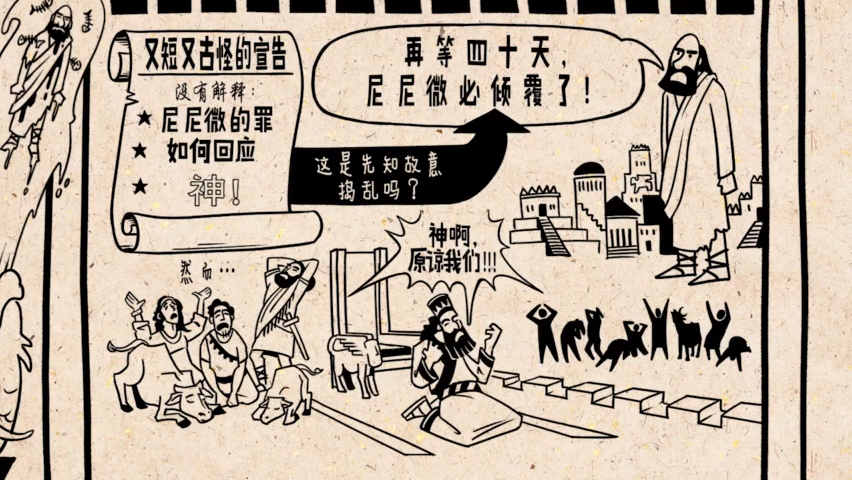 又短又古怪的宣告
没有解释:
★ 尼尼微的罪
★ 如何回应
★ 神!
再等四十天,
尼尼微必倾覆了!
这是先知故意
捣乱吗?
然而…
神啊,
原谅我们!!!